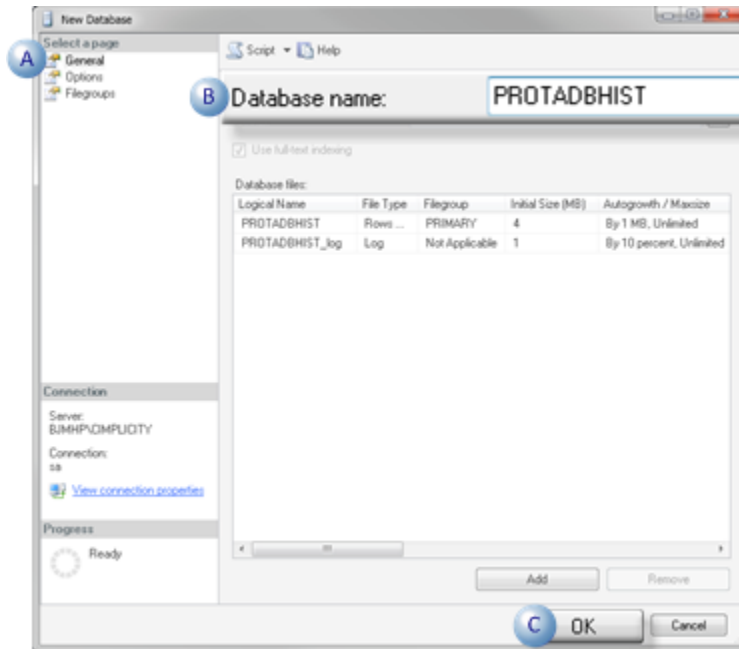 New Database
Select a page
A
General
Options
Filegroups
Script Help
B Database name: PROTADBHIST
Use full-text indexing
Database files:
Logical Name File Type Filegroup Initial Size (MB) Autogrowth / Maxsize
PROTADBHIST Rows ... PRIMARY 4 By 1 MB, Unlimited
PROTADBHIST_log Log Not Applicable 1 By 10 percent, Unlimited
Connection
Server:
BJMHP\CIMPLICITY
Connection:
sa
View connection properties
Progress
Ready
Add Remove
C OK Cancel